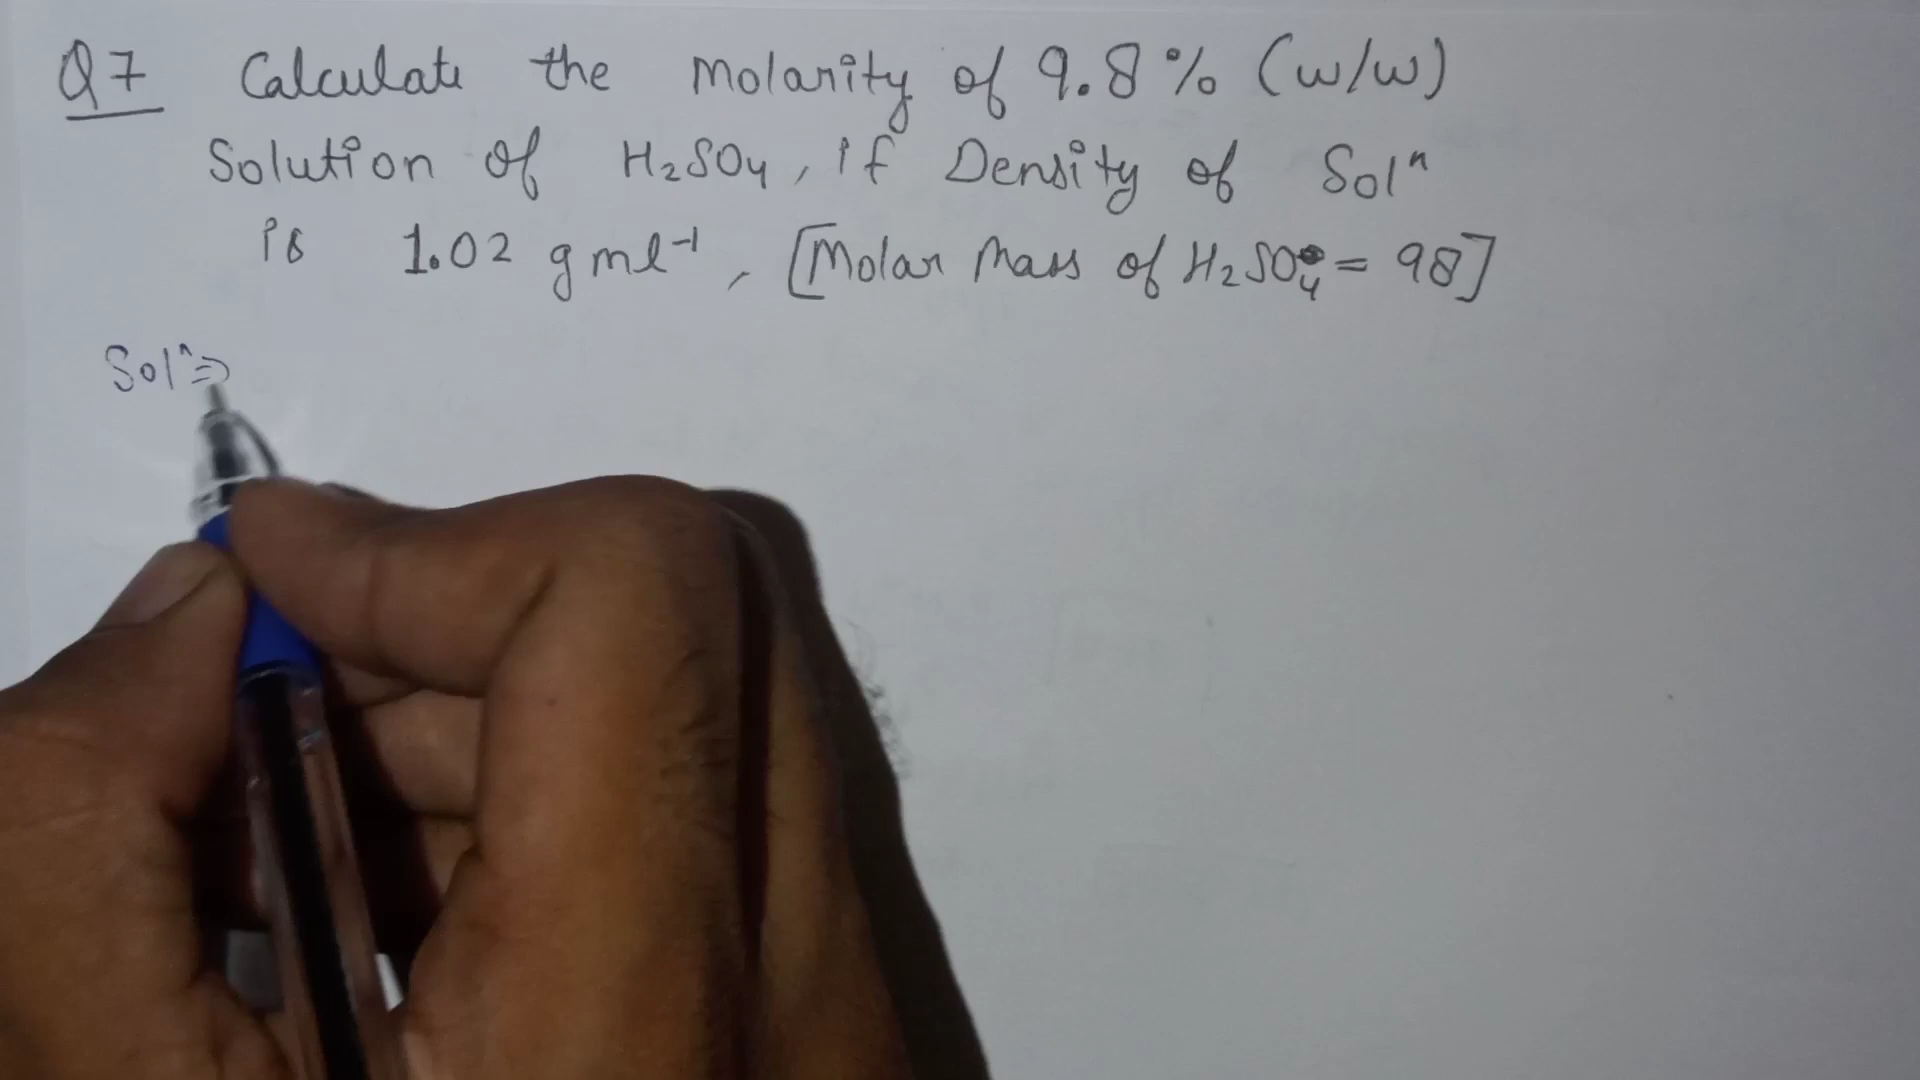 Q7 Calculate the Molarity of 9.8% (w/w)
Solution of H₂SO₄, if Density of Solⁿ
is 1.02 g ml⁻¹, [Molar Mass of H₂SO₄ = 98]
Solⁿ⇒